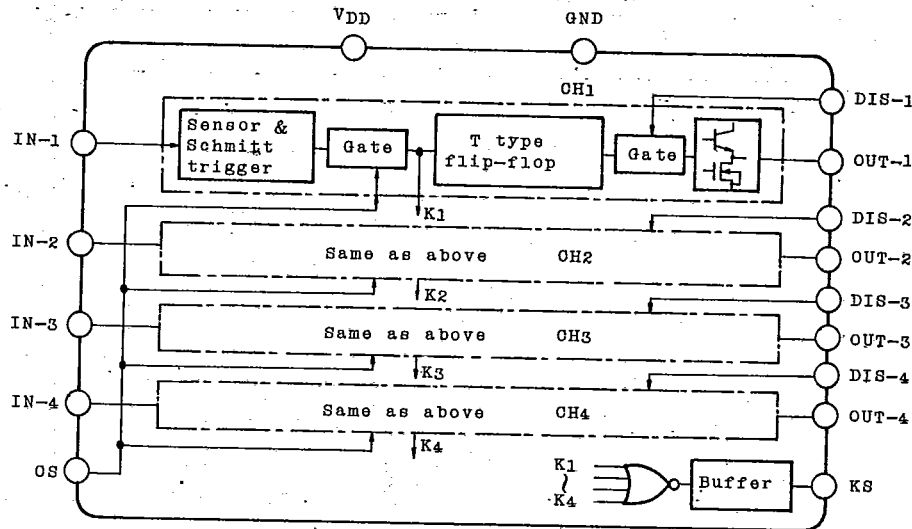 VDD
GND
CH1
DIS-1
IN-1
Sensor &
Schmitt
trigger
Gate
T type
flip-flop
Gate
OUT-1
K1
DIS-2
IN-2
Same as above
CH2
OUT-2
K2
DIS-3
IN-3
Same as above
CH3
OUT-3
K3
DIS-4
IN-4
Same as above
CH4
OUT-4
K4
OS
K1
~
K4
Buffer
KS